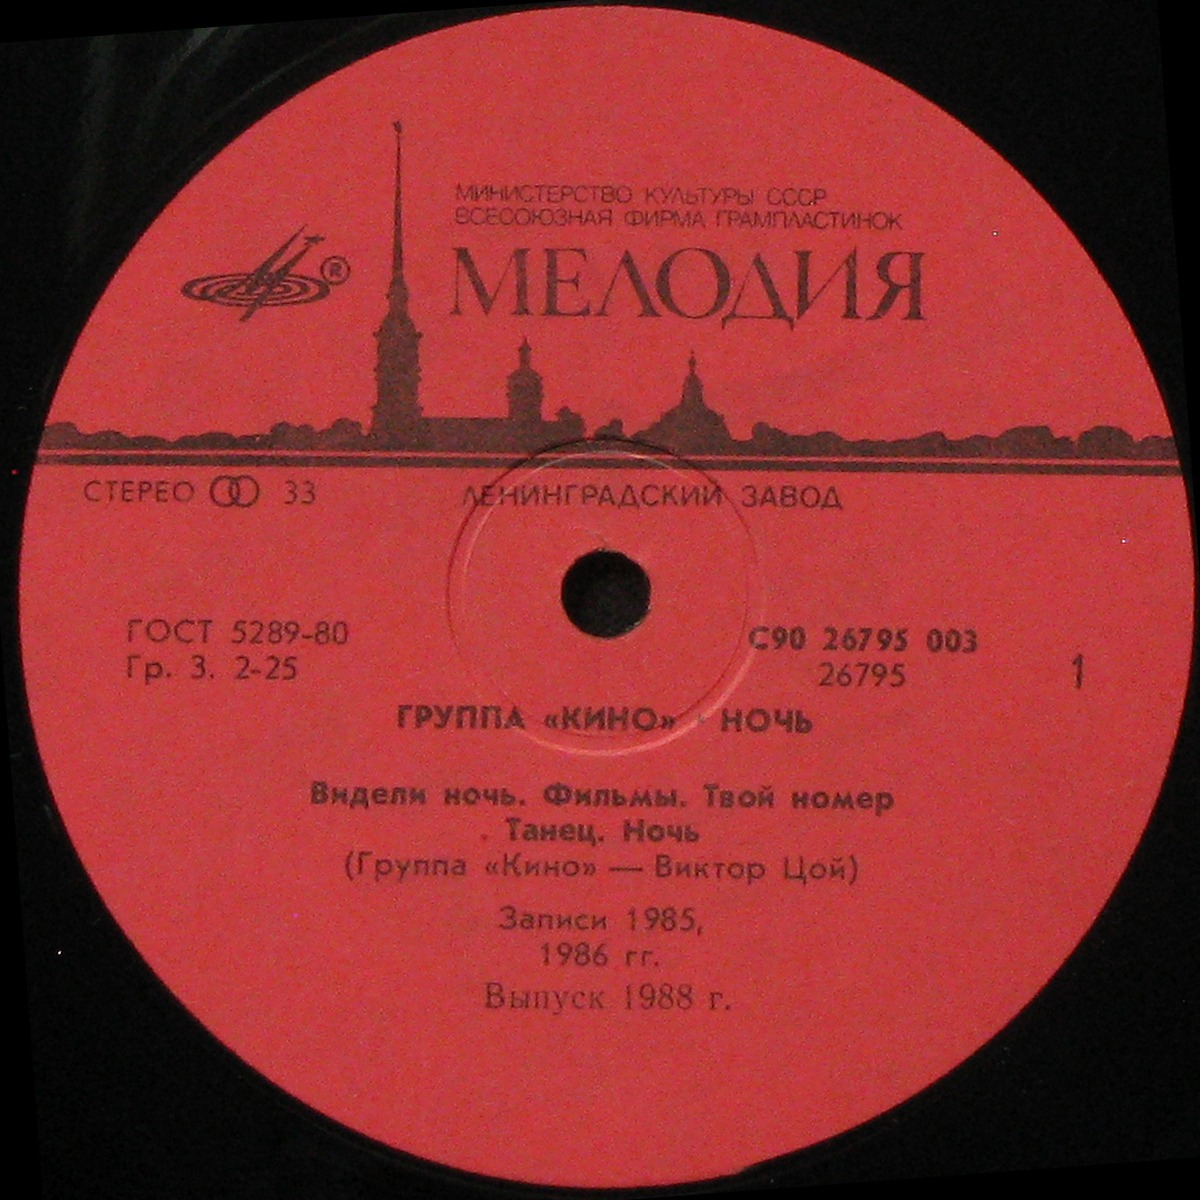 МИНИСТЕРСТВО КУЛЬТУРЫ СССР
ВСЕСОЮЗНАЯ ФИРМА ГРАМПЛАСТИНОК
®
МЕЛОДИЯ
СТЕРЕО 33
ЛЕНИНГРАДСКИЙ ЗАВОД
ГОСТ 5289-80
Гр. 3. 2-25
С90 26795 003
26795
1
ГРУППА «КИНО» · НОЧЬ
Видели ночь. Фильмы. Твой номер
. Танец. Ночь
(Группа «Кино» — Виктор Цой)
Записи 1985,
1986 гг.
Выпуск 1988 г.